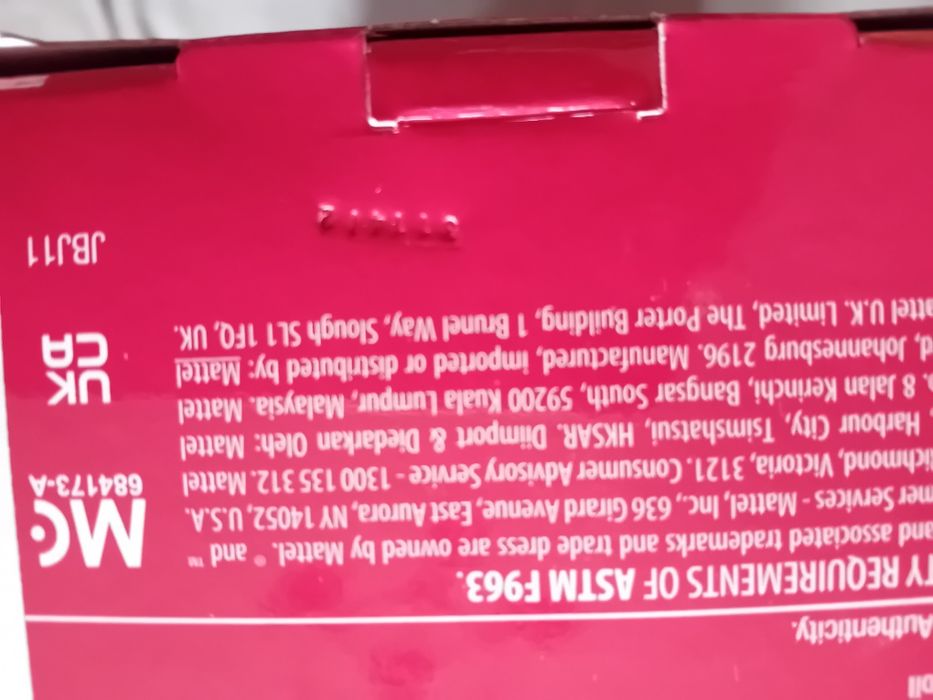 oll
Authenticity.
TY REQUIREMENTS OF ASTM F963.
and associated trademarks and trade dress are owned by Mattel. ® and ™
mer Services - Mattel, Inc., 636 Girard Avenue, East Aurora, NY 14052, U.S.A.
ichmond, Victoria, 3121. Consumer Advisory Service - 1300 135 312. Mattel
Harbour City, Tsimshatsui, HKSAR. Diimport & Diedarkan Oleh: Mattel
8 Jalan Kerinchi, Bangsar South, 59200 Kuala Lumpur, Malaysia. Mattel
d, Johannesburg 2196. Manufactured, imported or distributed by: Mattel
attel U.K. Limited, The Porter Building, 1 Brunel Way, Slough SL1 1FQ, UK.
MC
684173-A
UK
CA
JBJ11